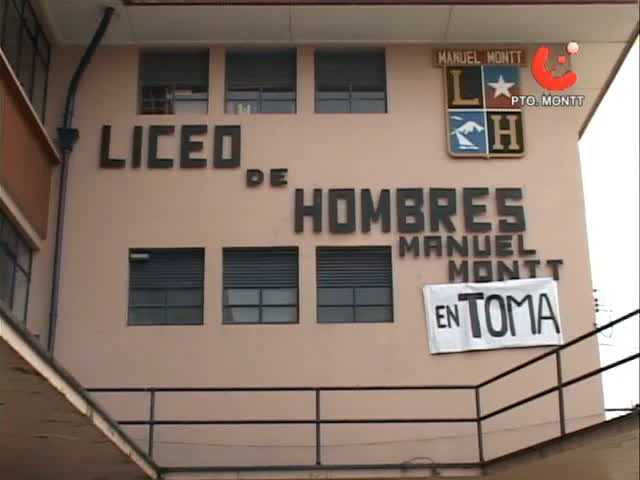 MANUEL MONTT
L
H
PTO. MONTT
LICEO
DE
HOMBRES
MANUEL
MONTT
EN TOMA